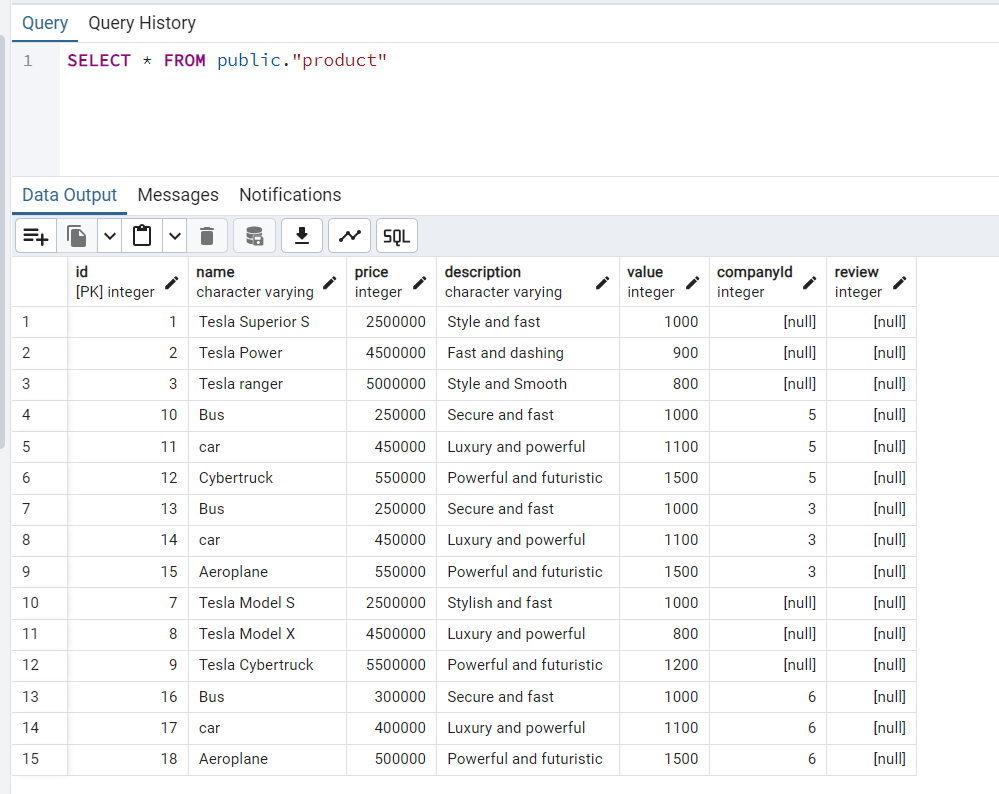 Query Query History
1 SELECT * FROM public."product"
Data Output Messages Notifications
SQL
id name price description value companyId review
[PK] integer character varying integer character varying integer integer integer
1 1 Tesla Superior S 2500000 Style and fast 1000 [null] [null]
2 2 Tesla Power 4500000 Fast and dashing 900 [null] [null]
3 3 Tesla ranger 5000000 Style and Smooth 800 [null] [null]
4 10 Bus 250000 Secure and fast 1000 5 [null]
5 11 car 450000 Luxury and powerful 1100 5 [null]
6 12 Cybertruck 550000 Powerful and futuristic 1500 5 [null]
7 13 Bus 250000 Secure and fast 1000 3 [null]
8 14 car 450000 Luxury and powerful 1100 3 [null]
9 15 Aeroplane 550000 Powerful and futuristic 1500 3 [null]
10 7 Tesla Model S 2500000 Stylish and fast 1000 [null] [null]
11 8 Tesla Model X 4500000 Luxury and powerful 800 [null] [null]
12 9 Tesla Cybertruck 5500000 Powerful and futuristic 1200 [null] [null]
13 16 Bus 300000 Secure and fast 1000 6 [null]
14 17 car 400000 Luxury and powerful 1100 6 [null]
15 18 Aeroplane 500000 Powerful and futuristic 1500 6 [null]